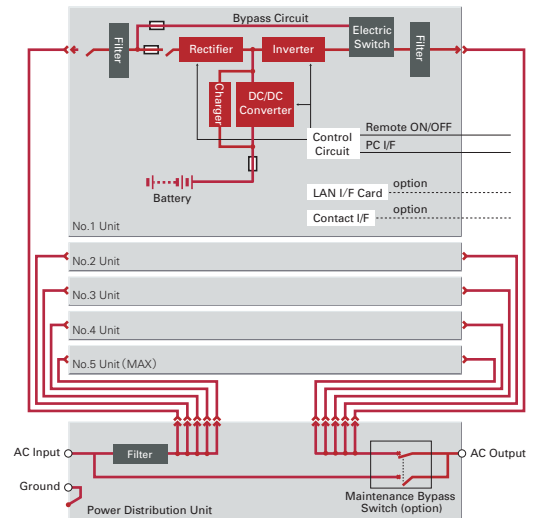 Bypass Circuit
Filter
Rectifier
Inverter
Electric
Switch
Filter
Charger
DC/DC
Converter
Control
Circuit
Remote ON/OFF
PC I/F
Battery
LAN I/F Card
option
Contact I/F
option
No.1 Unit
No.2 Unit
No.3 Unit
No.4 Unit
No.5 Unit（MAX）
AC Input
Filter
AC Output
Ground
Maintenance Bypass
Switch (option)
Power Distribution Unit